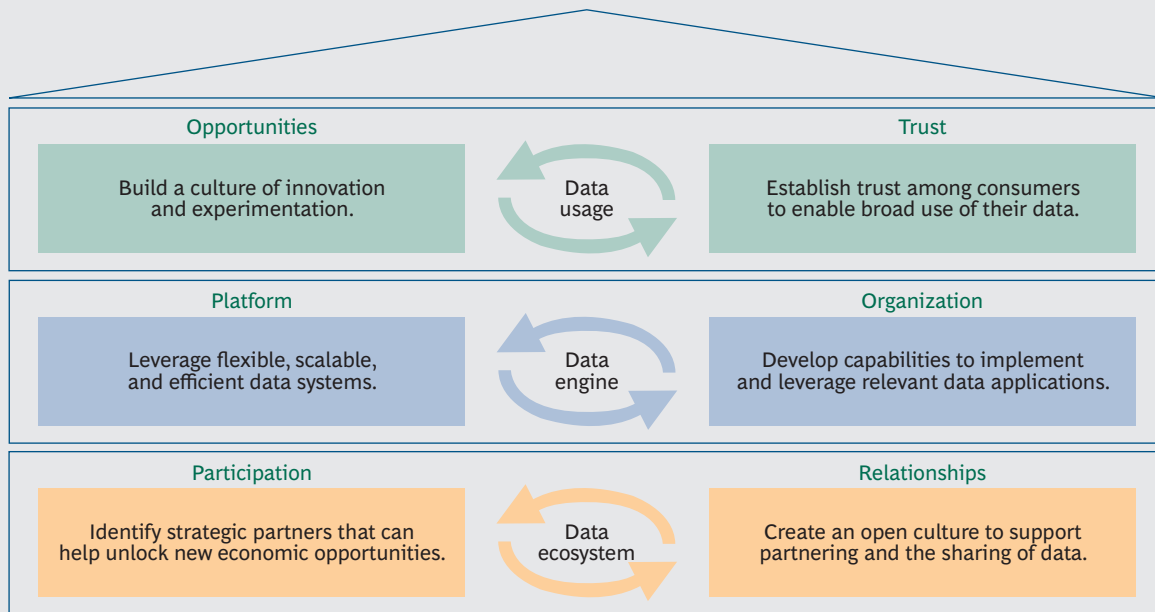 Opportunities
Build a culture of innovation
and experimentation.
Data
usage
Trust
Establish trust among consumers
to enable broad use of their data.
Platform
Leverage flexible, scalable,
and efficient data systems.
Data
engine
Organization
Develop capabilities to implement
and leverage relevant data applications.
Participation
Identify strategic partners that can
help unlock new economic opportunities.
Data
ecosystem
Relationships
Create an open culture to support
partnering and the sharing of data.